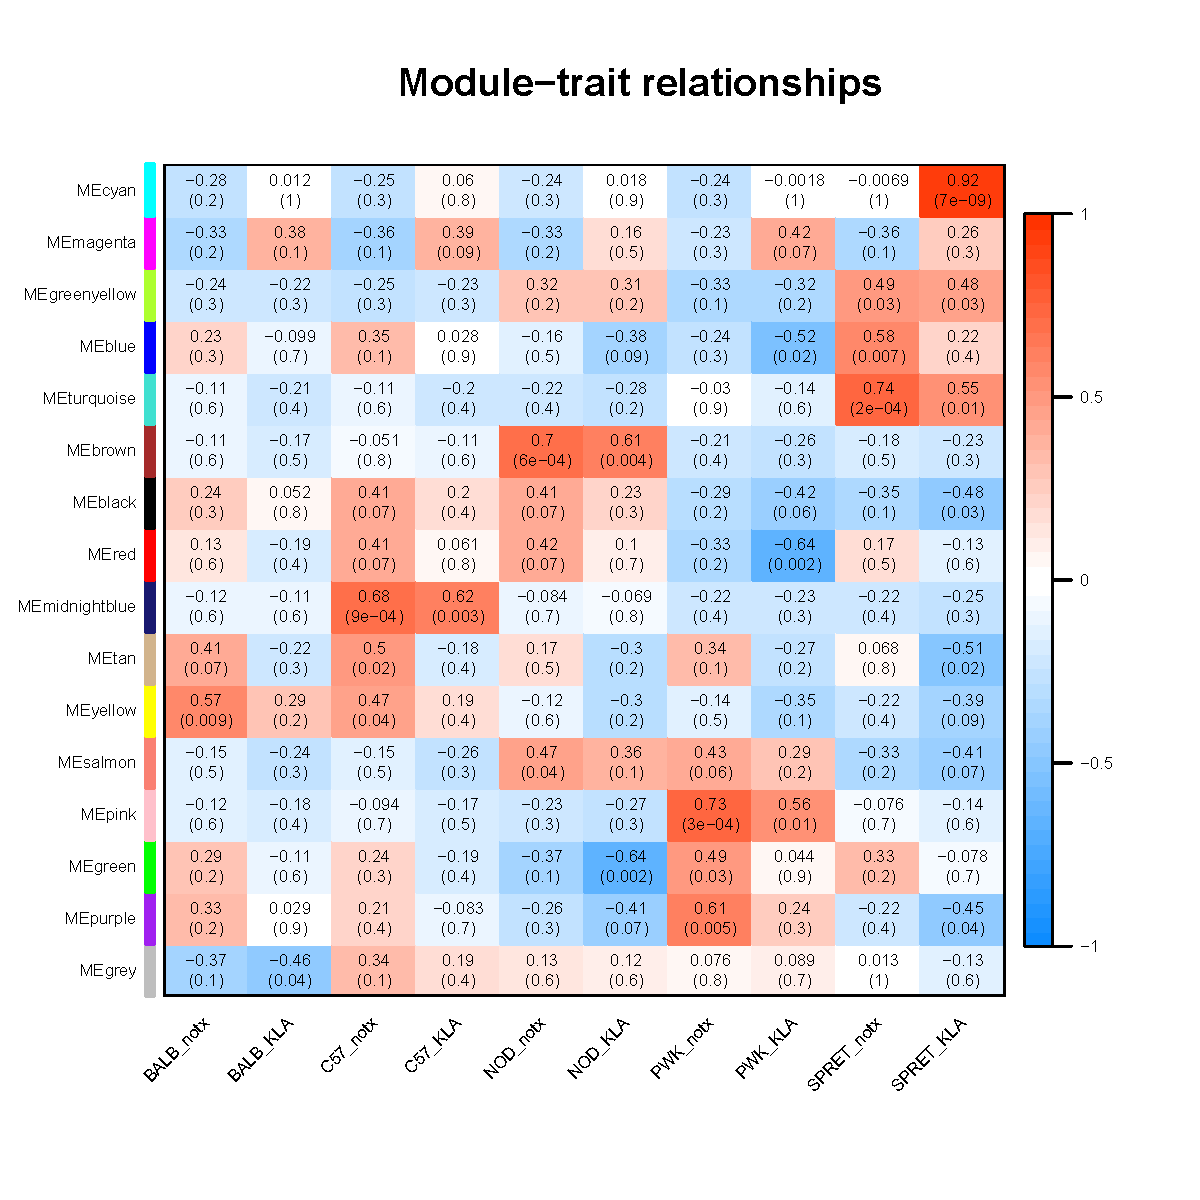 Module−trait relationships
MEcyan −0.28 0.012 −0.25 0.06 −0.24 0.018 −0.24 −0.0018 −0.0069 0.92
(0.2) (1) (0.3) (0.8) (0.3) (0.9) (0.3) (1) (1) (7e−09)
MEmagenta −0.33 0.38 −0.36 0.39 −0.33 0.16 −0.23 0.42 −0.36 0.26
(0.2) (0.1) (0.1) (0.09) (0.2) (0.5) (0.3) (0.07) (0.1) (0.3)
MEgreenyellow −0.24 −0.22 −0.25 −0.23 0.32 0.31 −0.33 −0.32 0.49 0.48
(0.3) (0.3) (0.3) (0.3) (0.2) (0.2) (0.1) (0.2) (0.03) (0.03)
MEblue 0.23 −0.099 0.35 0.028 −0.16 −0.38 −0.24 −0.52 0.58 0.22
(0.3) (0.7) (0.1) (0.9) (0.5) (0.09) (0.3) (0.02) (0.007) (0.4)
MEturquoise −0.11 −0.21 −0.11 −0.2 −0.22 −0.28 −0.03 −0.14 0.74 0.55
(0.6) (0.4) (0.6) (0.4) (0.4) (0.2) (0.9) (0.6) (2e−04) (0.01)
MEbrown −0.11 −0.17 −0.051 −0.11 0.7 0.61 −0.21 −0.26 −0.18 −0.23
(0.6) (0.5) (0.8) (0.6) (6e−04) (0.004) (0.4) (0.3) (0.5) (0.3)
MEblack 0.24 0.052 0.41 0.2 0.41 0.23 −0.29 −0.42 −0.35 −0.48
(0.3) (0.8) (0.07) (0.4) (0.07) (0.3) (0.2) (0.06) (0.1) (0.03)
MEred 0.13 −0.19 0.41 0.061 0.42 0.1 −0.33 −0.64 0.17 −0.13
(0.6) (0.4) (0.07) (0.8) (0.07) (0.7) (0.2) (0.002) (0.5) (0.6)
MEmidnightblue −0.12 −0.11 0.68 0.62 −0.084 −0.069 −0.22 −0.23 −0.22 −0.25
(0.6) (0.6) (9e−04) (0.003) (0.7) (0.8) (0.4) (0.3) (0.4) (0.3)
MEtan 0.41 −0.22 0.5 −0.18 0.17 −0.3 0.34 −0.27 0.068 −0.51
(0.07) (0.3) (0.02) (0.4) (0.5) (0.2) (0.1) (0.2) (0.8) (0.02)
MEyellow 0.57 0.29 0.47 0.19 −0.12 −0.3 −0.14 −0.35 −0.22 −0.39
(0.009) (0.2) (0.04) (0.4) (0.6) (0.2) (0.5) (0.1) (0.4) (0.09)
MEsalmon −0.15 −0.24 −0.15 −0.26 0.47 0.36 0.43 0.29 −0.33 −0.41
(0.5) (0.3) (0.5) (0.3) (0.04) (0.1) (0.06) (0.2) (0.2) (0.07)
MEpink −0.12 −0.18 −0.094 −0.17 −0.23 −0.27 0.73 0.56 −0.076 −0.14
(0.6) (0.4) (0.7) (0.5) (0.3) (0.3) (3e−04) (0.01) (0.7) (0.6)
MEgreen 0.29 −0.11 0.24 −0.19 −0.37 −0.64 0.49 0.044 0.33 −0.078
(0.2) (0.6) (0.3) (0.4) (0.1) (0.002) (0.03) (0.9) (0.2) (0.7)
MEpurple 0.33 0.029 0.21 −0.083 −0.26 −0.41 0.61 0.24 −0.22 −0.45
(0.2) (0.9) (0.4) (0.7) (0.3) (0.07) (0.005) (0.3) (0.4) (0.04)
MEgrey −0.37 −0.46 0.34 0.19 0.13 0.12 0.076 0.089 0.013 −0.13
(0.1) (0.04) (0.1) (0.4) (0.6) (0.6) (0.8) (0.7) (1) (0.6)
BALB_notx BALB_KLA C57_notx C57_KLA NOD_notx NOD_KLA PWK_notx PWK_KLA SPRET_notx SPRET_KLA
1
0.5
0
−0.5
−1